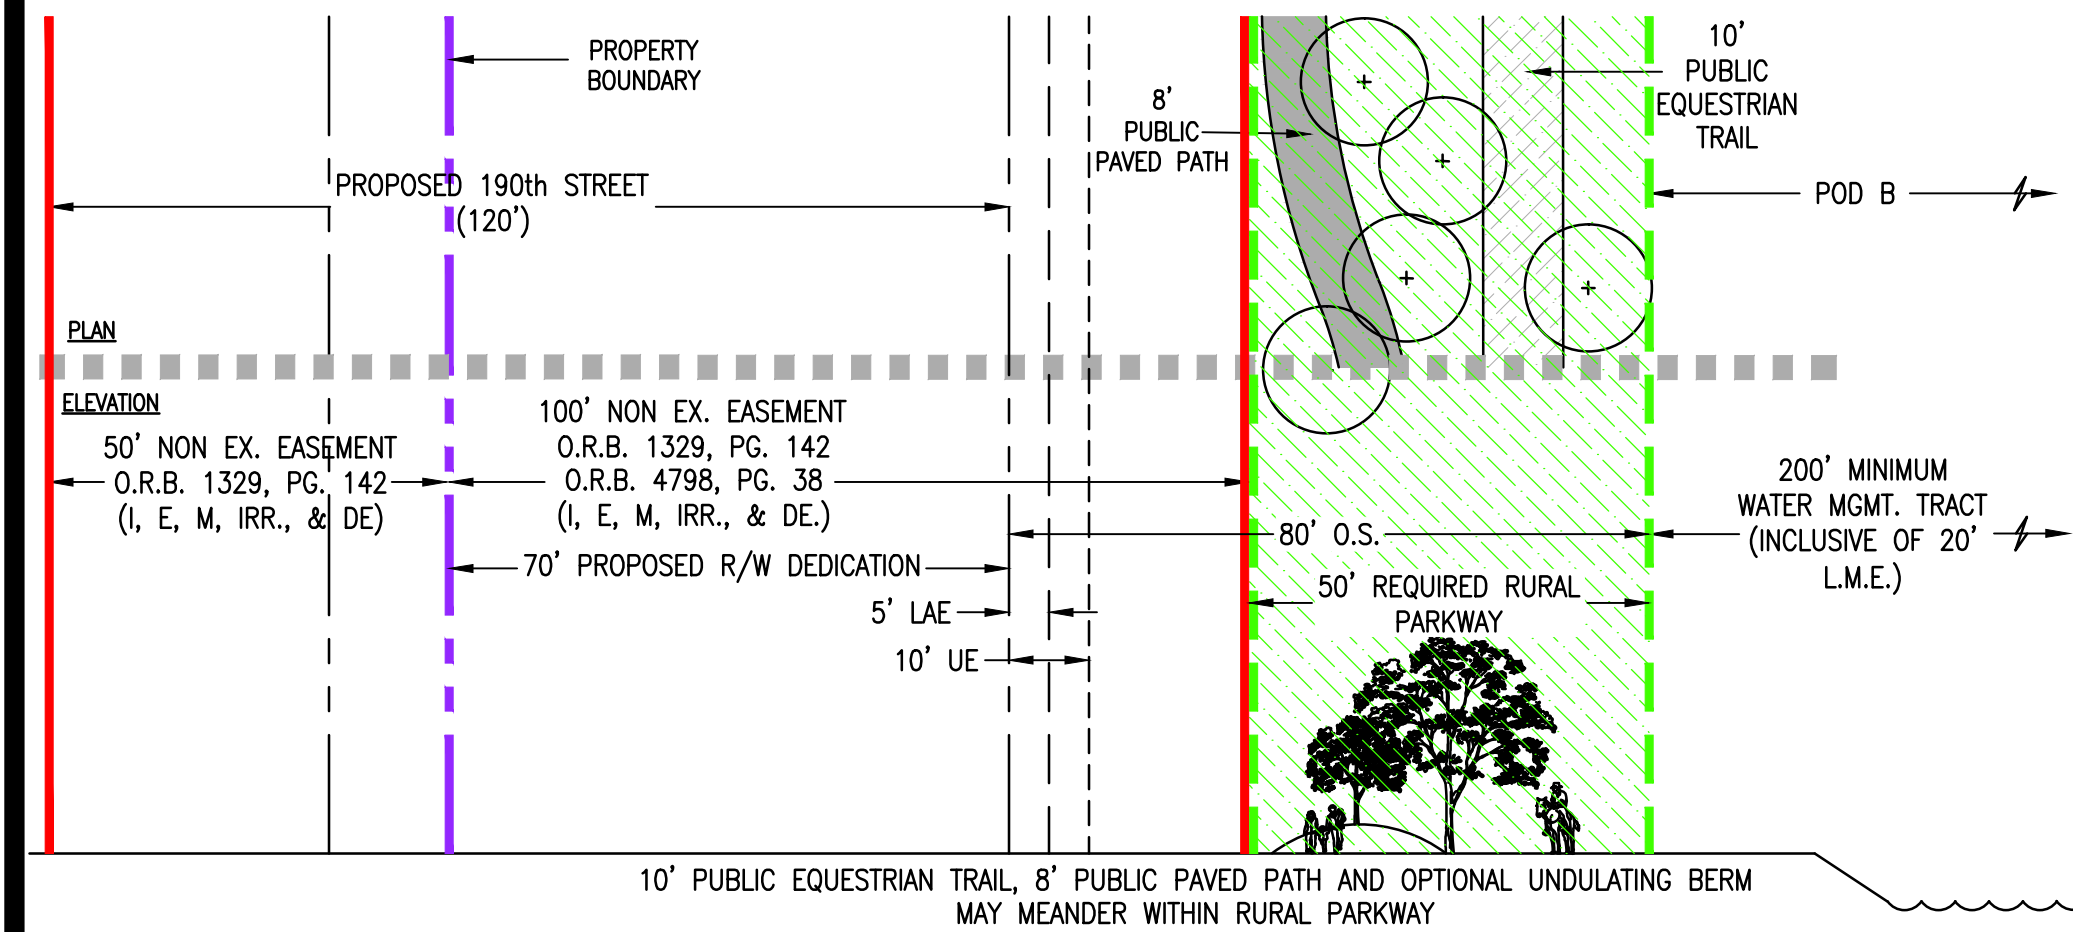 PROPERTY
BOUNDARY
10'
PUBLIC
EQUESTRIAN
TRAIL
8'
PUBLIC
PAVED PATH
PROPOSED 190th STREET
(120')
POD B
PLAN
ELEVATION
50' NON EX. EASEMENT
O.R.B. 1329, PG. 142
(I, E, M, IRR., & DE)
100' NON EX. EASEMENT
O.R.B. 1329, PG. 142
O.R.B. 4798, PG. 38
(I, E, M, IRR., & DE.)
200' MINIMUM
WATER MGMT. TRACT
(INCLUSIVE OF 20'
L.M.E.)
80' O.S.
70' PROPOSED R/W DEDICATION
50' REQUIRED RURAL
PARKWAY
5' LAE
10' UE
10' PUBLIC EQUESTRIAN TRAIL, 8' PUBLIC PAVED PATH AND OPTIONAL UNDULATING BERM
MAY MEANDER WITHIN RURAL PARKWAY